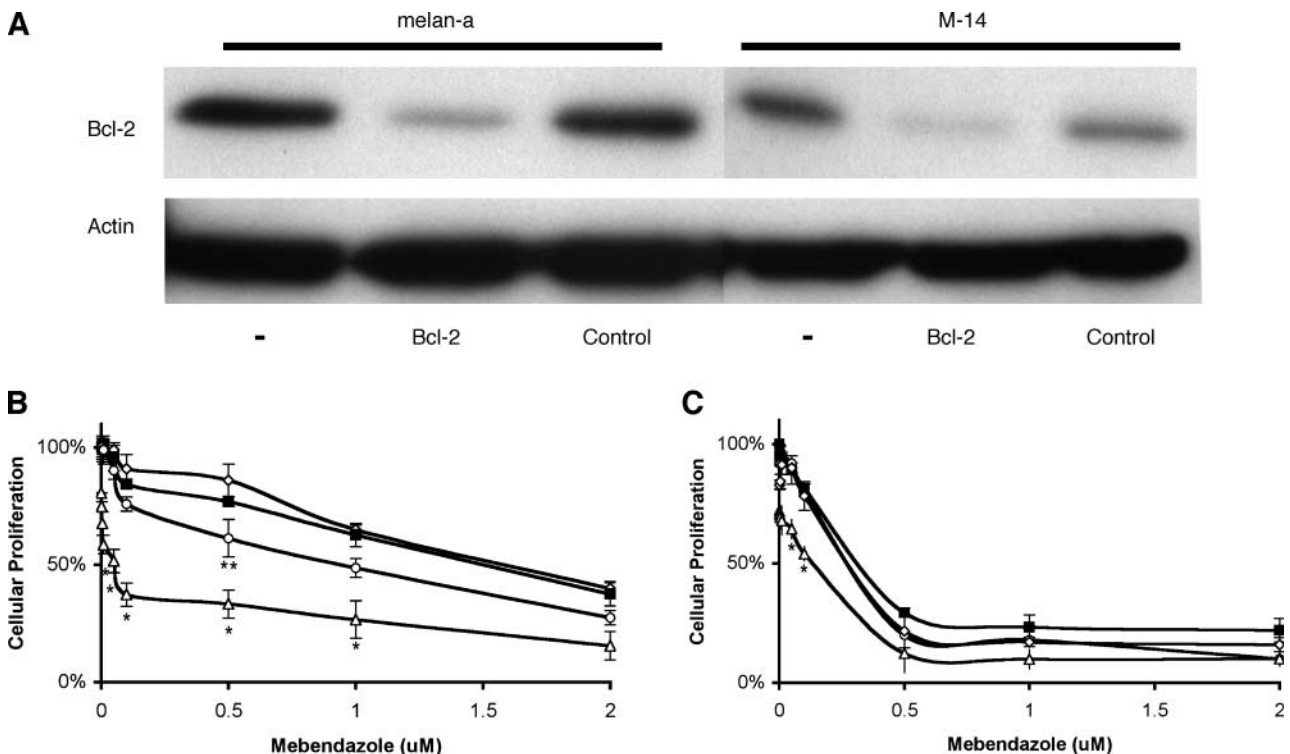 A
melan-a M-14
Bcl-2
Actin
- Bcl-2 Control - Bcl-2 Control
B
C
Cellular Proliferation
100%
50%
0%
**
*
*
*
*
*
0 0.5 1 1.5 2
Mebendazole (uM)
Cellular Proliferation
100%
50%
0%
*
*
0 0.5 1 1.5 2
Mebendazole (uM)